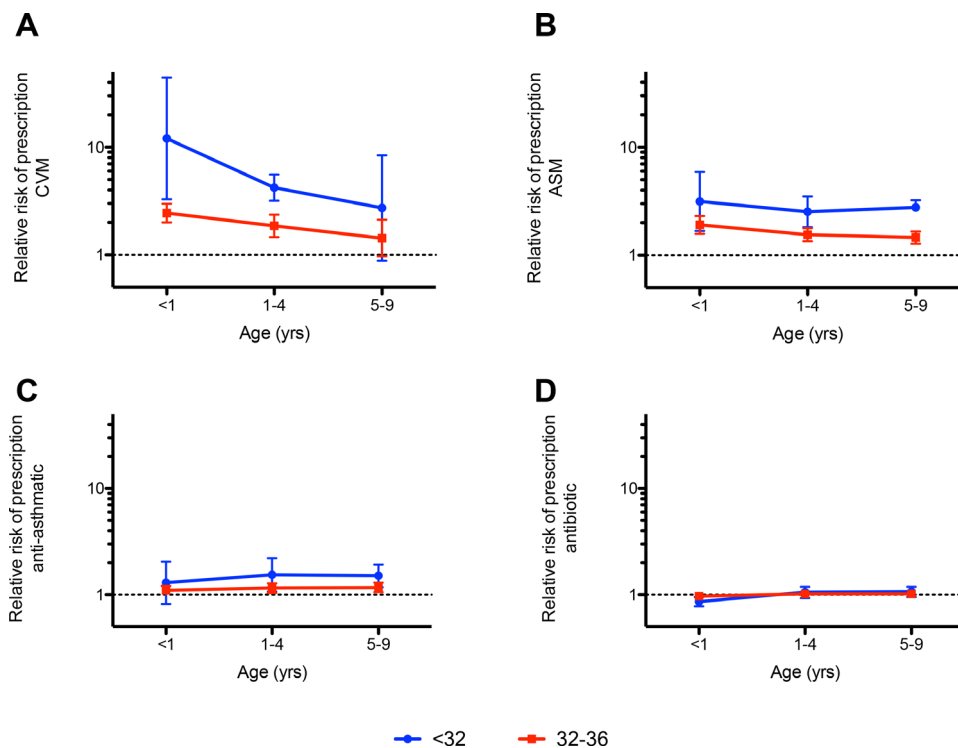 A
Relative risk of prescription
CVM
10
1
<1
1-4
5-9
Age (yrs)
B
Relative risk of prescription
ASM
10
1
<1
1-4
5-9
Age (yrs)
C
Relative risk of prescription
anti-asthmatic
10
1
<1
1-4
5-9
Age (yrs)
D
Relative risk of prescription
antibiotic
10
1
<1
1-4
5-9
Age (yrs)
<32
32-36